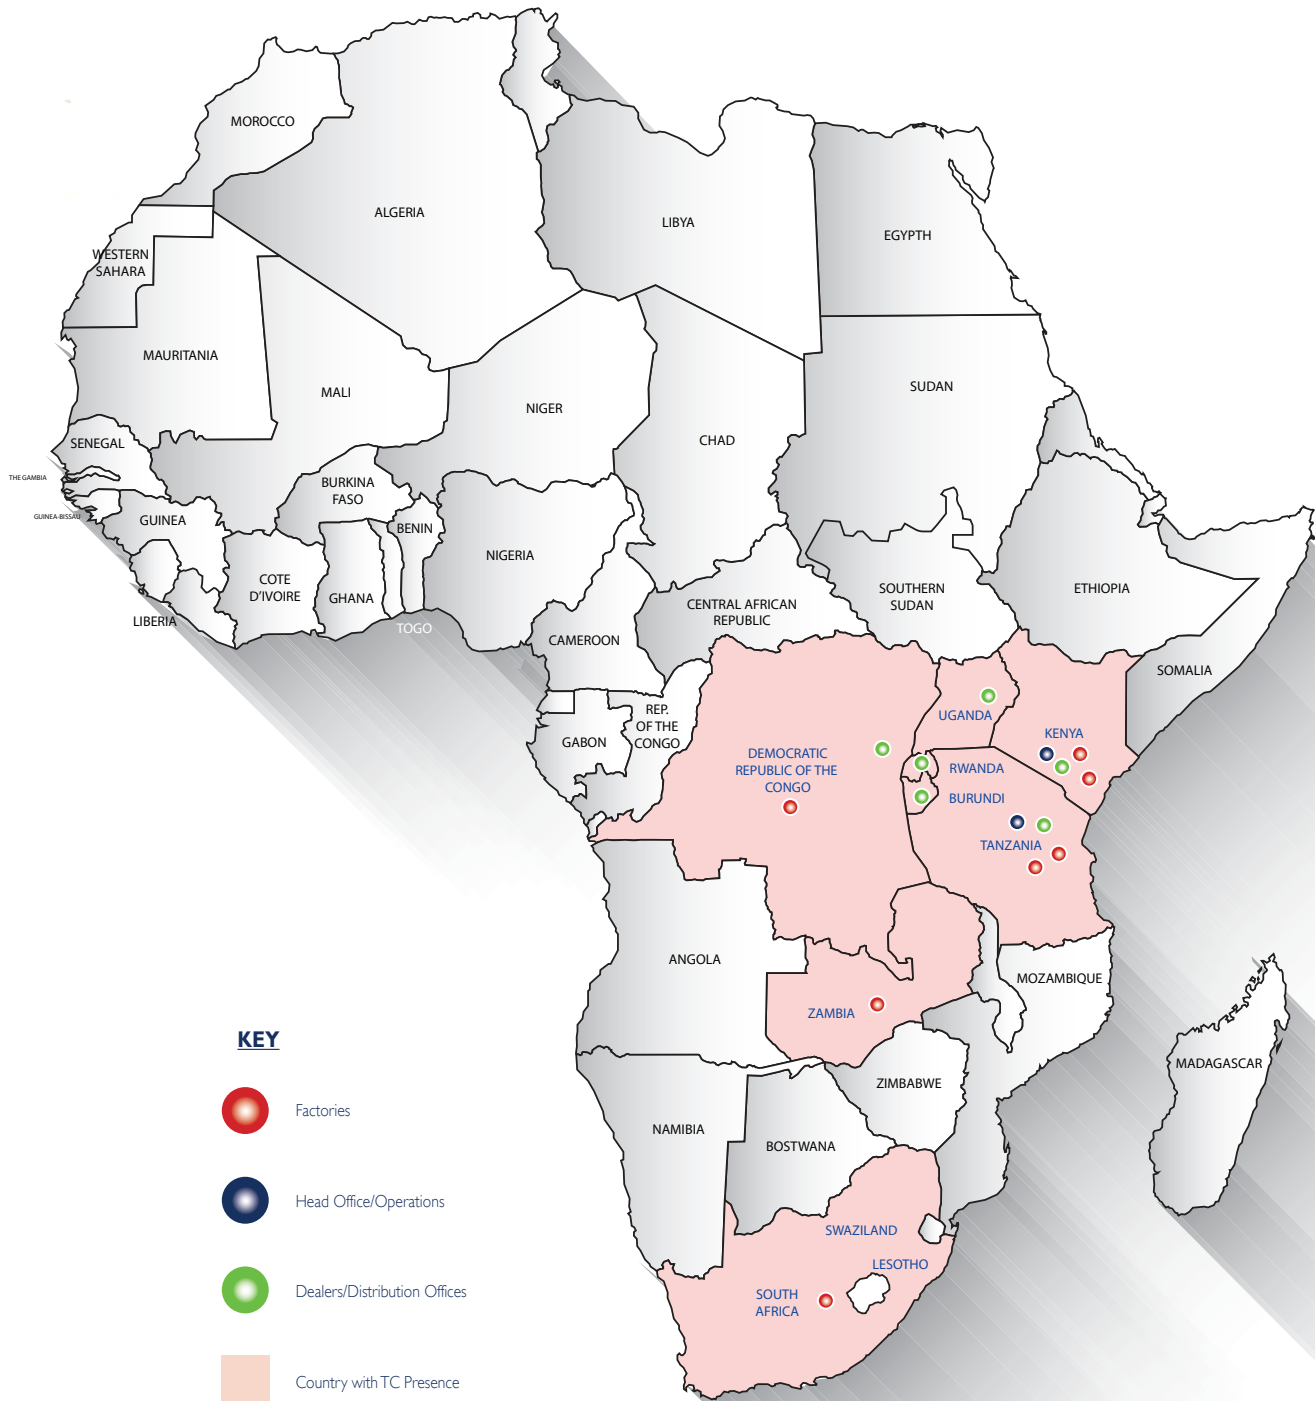 MOROCCO
ALGERIA
LIBYA
EGYPTH
WESTERN
SAHARA
MAURITANIA
MALI
NIGER
CHAD
SUDAN
SENEGAL
THE GAMBIA
GUINEA-BISSAU
GUINEA
BURKINA
FASO
BENIN
NIGERIA
COTE
D'IVOIRE
GHANA
LIBERIA
TOGO
CAMEROON
CENTRAL AFRICAN
REPUBLIC
SOUTHERN
SUDAN
ETHIOPIA
SOMALIA
GABON
REP.
OF THE
CONGO
DEMOCRATIC
REPUBLIC OF THE
CONGO
UGANDA
KENYA
RWANDA
BURUNDI
TANZANIA
ANGOLA
ZAMBIA
MOZAMBIQUE
MADAGASCAR
ZIMBABWE
NAMIBIA
BOSTWANA
SWAZILAND
LESOTHO
SOUTH
AFRICA
KEY
Factories
Head Office/Operations
Dealers/Distribution Offices
Country with TC Presence